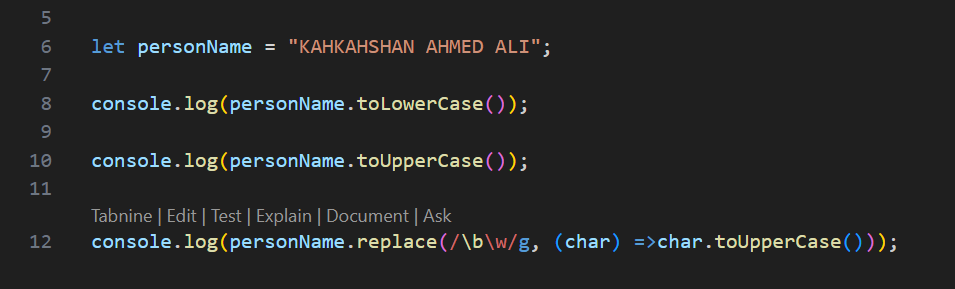 5
6 let personName = "KAHKAHSHAN AHMED ALI";
7
8 console.log(personName.toLowerCase());
9
10 console.log(personName.toUpperCase());
11
Tabnine | Edit | Test | Explain | Document | Ask
12 console.log(personName.replace(/\b\w/g, (char) =>char.toUpperCase()));